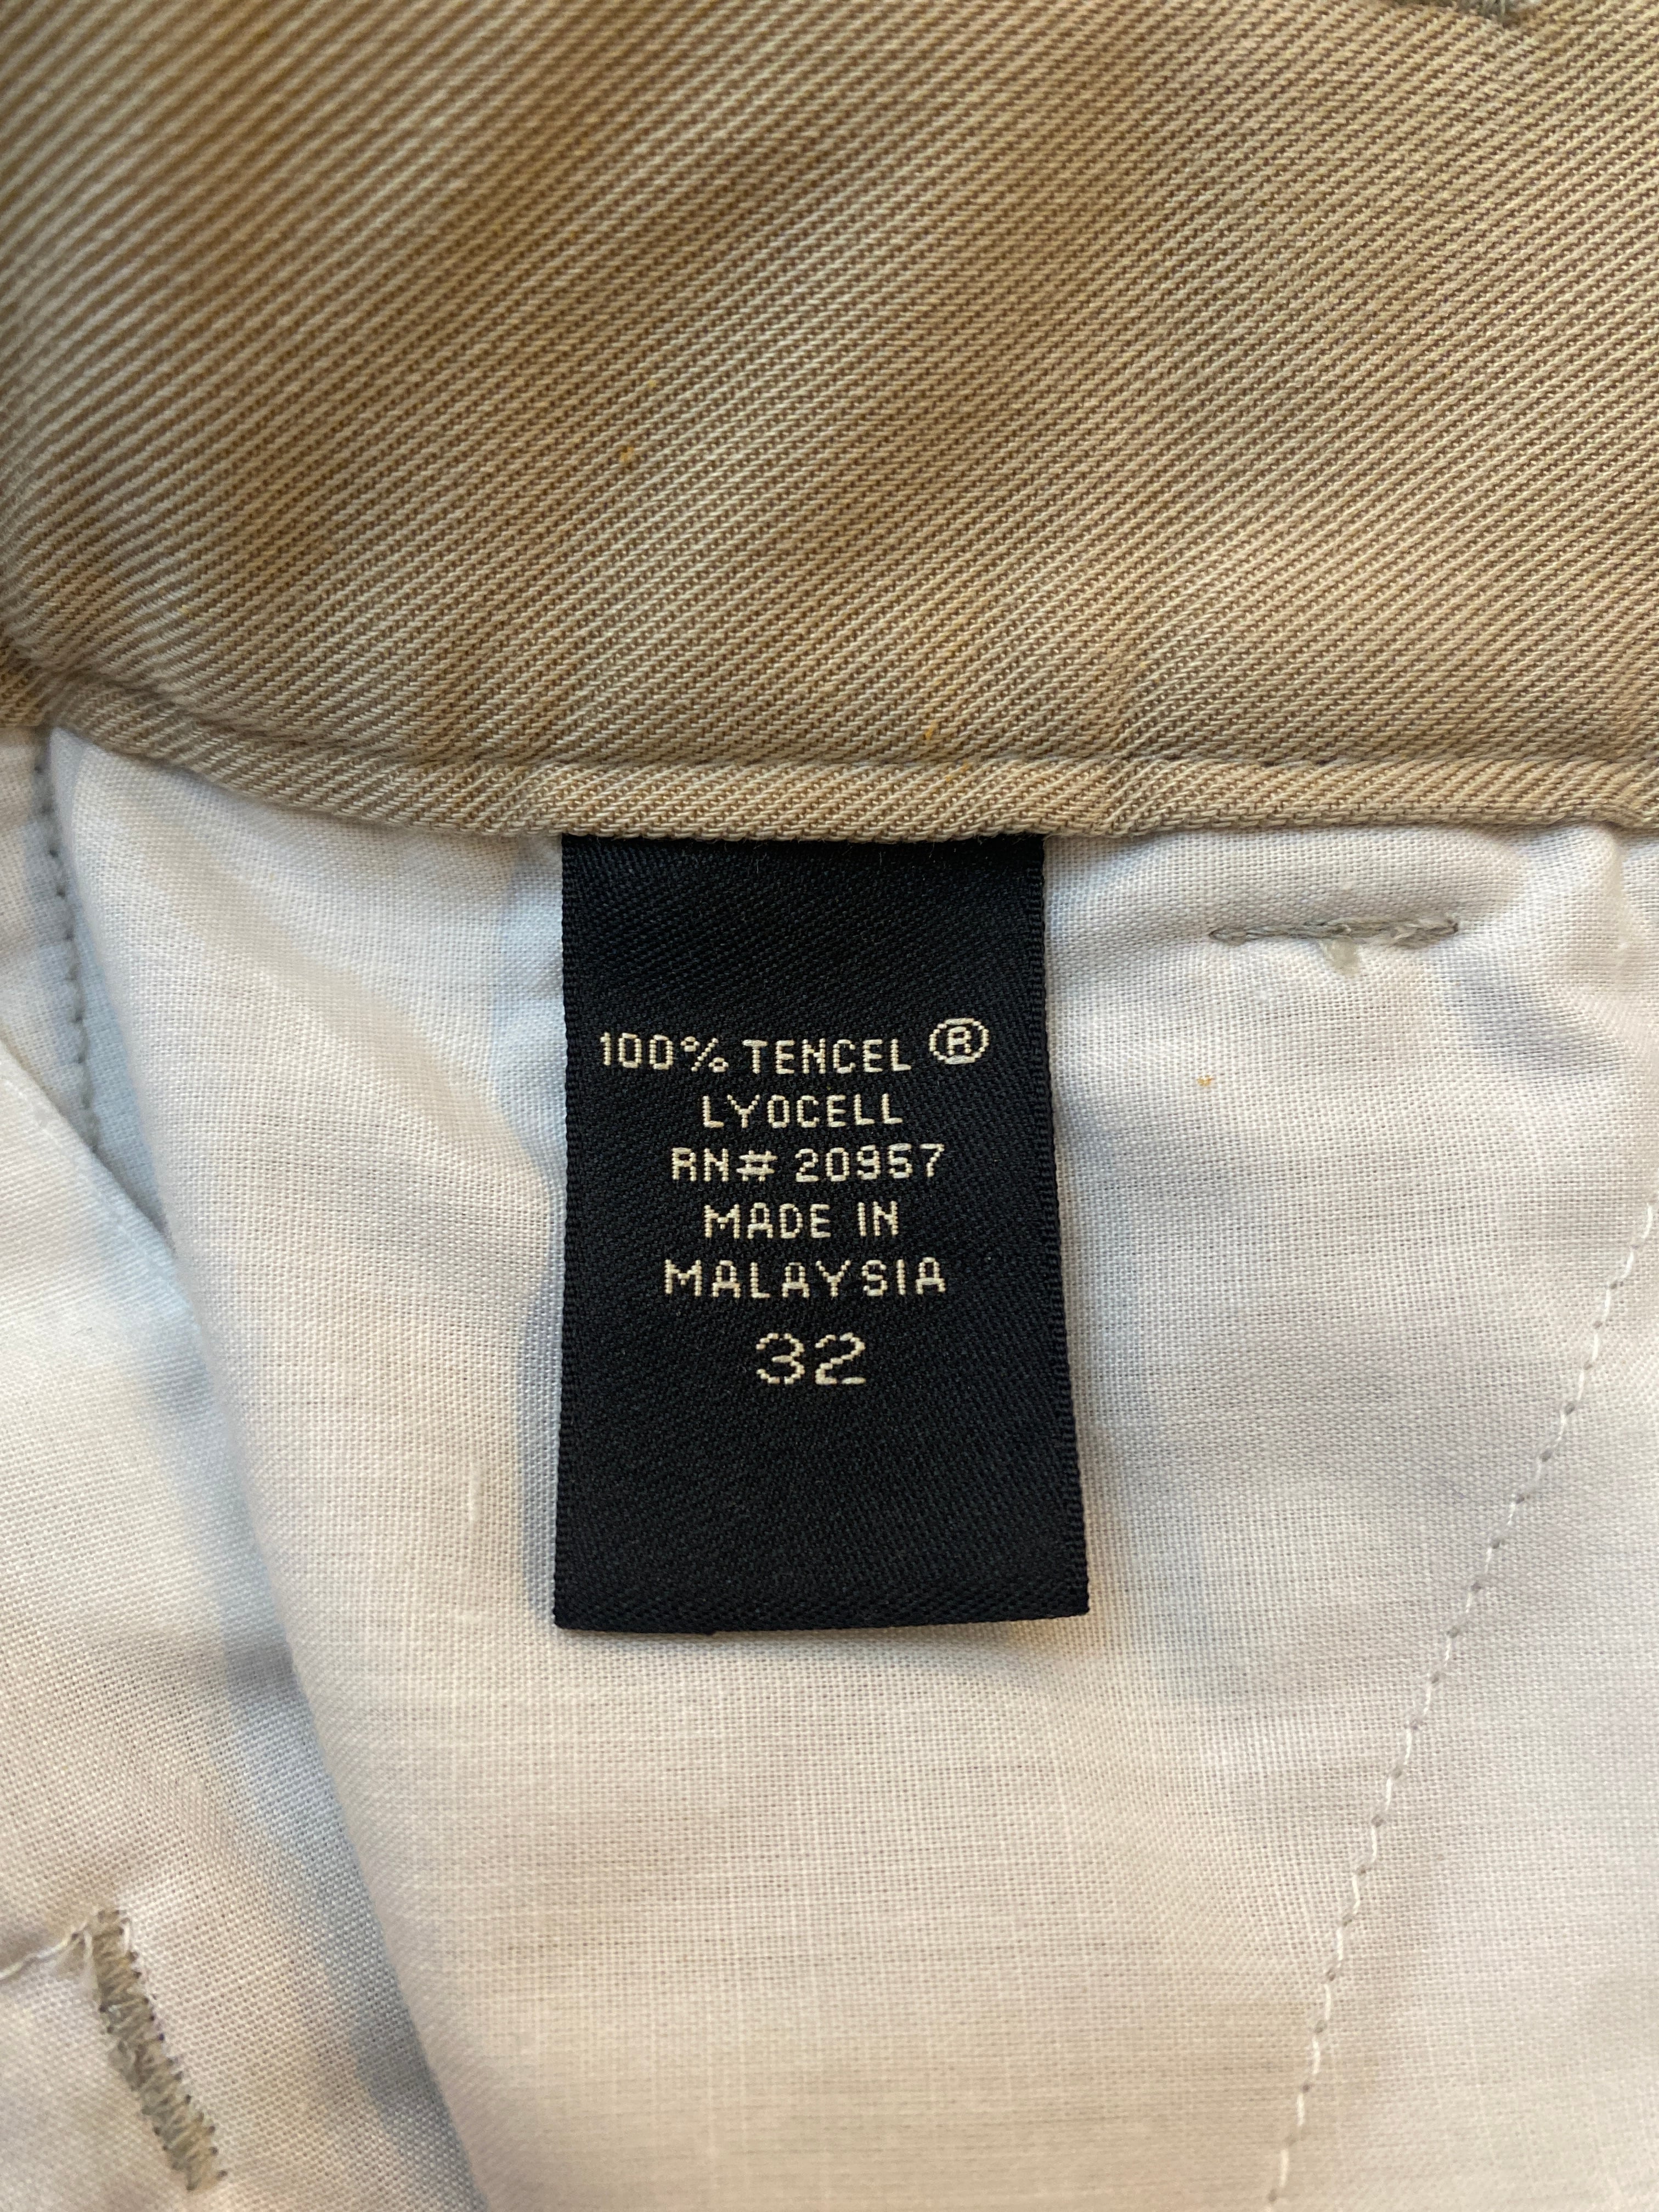 100% TENCEL ®
LYOCELL
RN# 20957
MADE IN
MALAYSIA
32